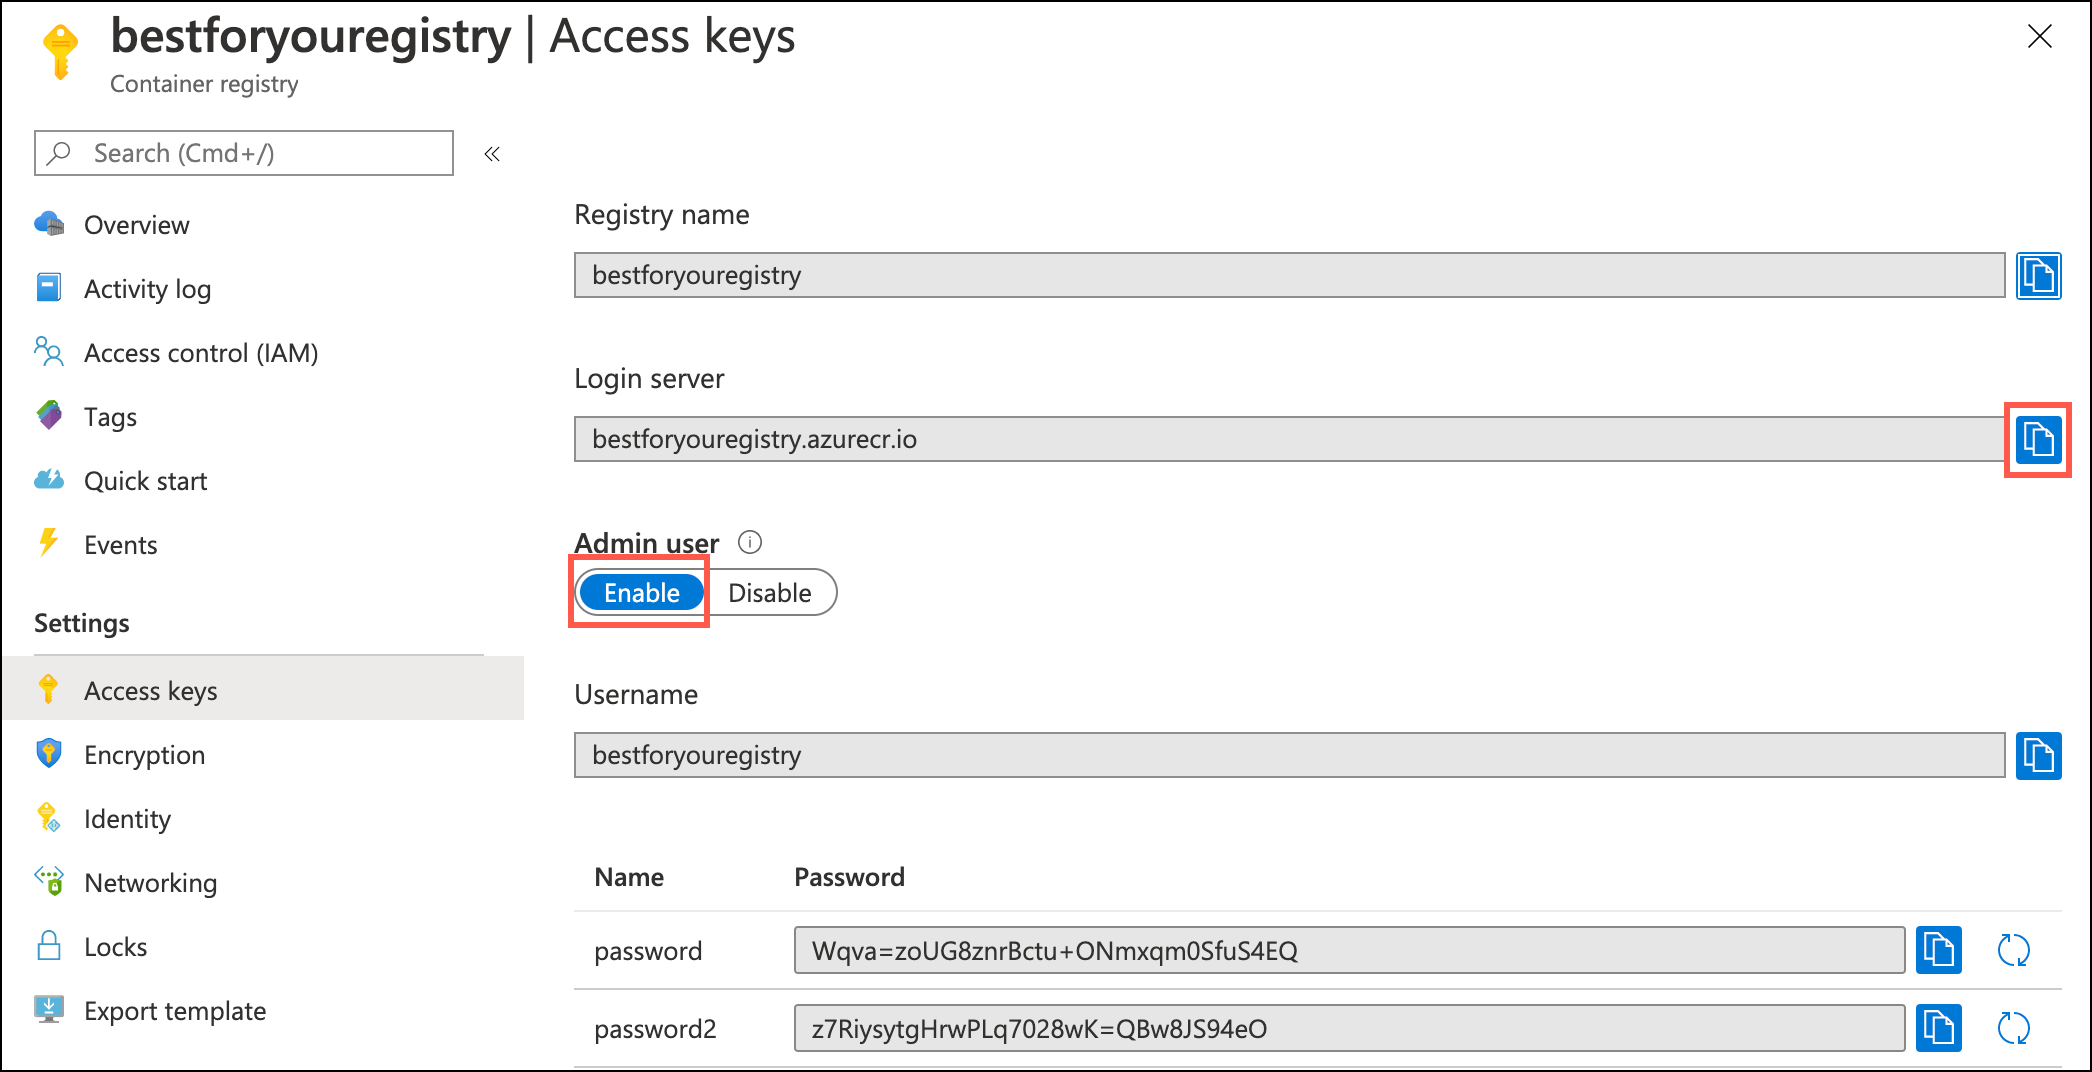 bestforyouregistry | Access keys
Container registry
Search (Cmd+/)
«
Overview
Activity log
Access control (IAM)
Tags
Quick start
Events
Settings
Access keys
Encryption
Identity
Networking
Locks
Export template
Registry name
bestforyouregistry
Login server
bestforyouregistry.azurecr.io
Admin user
Enable Disable
Username
bestforyouregistry
Name Password
password Wqva=zoUG8znrBctu+ONmxqm0SfuS4EQ
password2 z7RiysytgHrwPLq7028wK=QBw8JS94eO